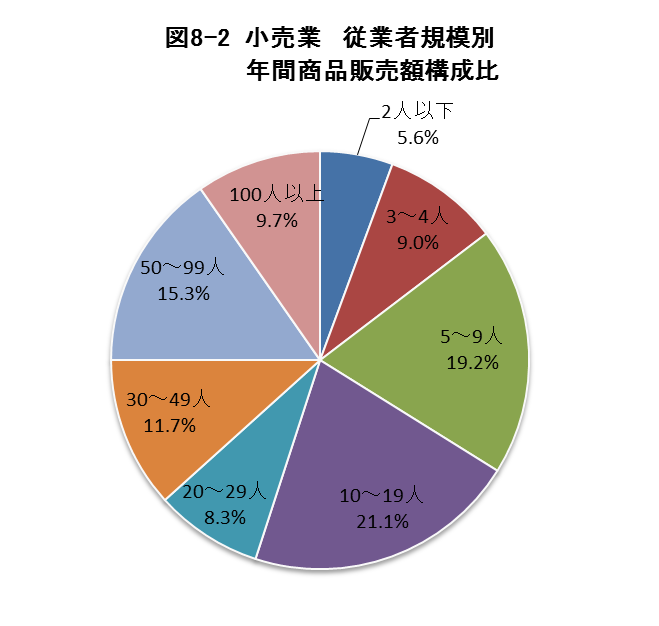 図8-2 小売業　従業者規模別
年間商品販売額構成比
2人以下
5.6%
3～4人
9.0%
5～9人
19.2%
10～19人
21.1%
20～29人
8.3%
30～49人
11.7%
50～99人
15.3%
100人以上
9.7%